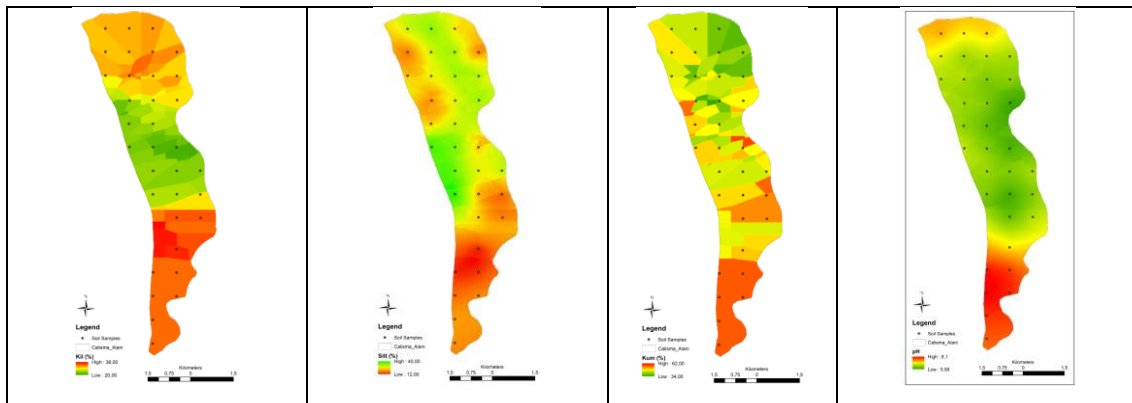 Legend
Soil Samples
Calisma_Alani
Kil (%)
High : 36,00
Low : 20,00
Kilometers
1,5 0,75 0 1,5
Legend
Soil Samples
Calisma_Alani
Silt (%)
High : 40,00
Low : 12,00
Kilometers
1,5 0,75 0 1,5
Legend
Soil Samples
Calisma_Alani
Kum (%)
High : 62,00
Low : 34,00
Kilometers
1,5 0,75 0 1,5
Legend
Soil Samples
Calisma_Alani
pH
High : 8,1
Kilometers
1,5 0,75 0 1,5